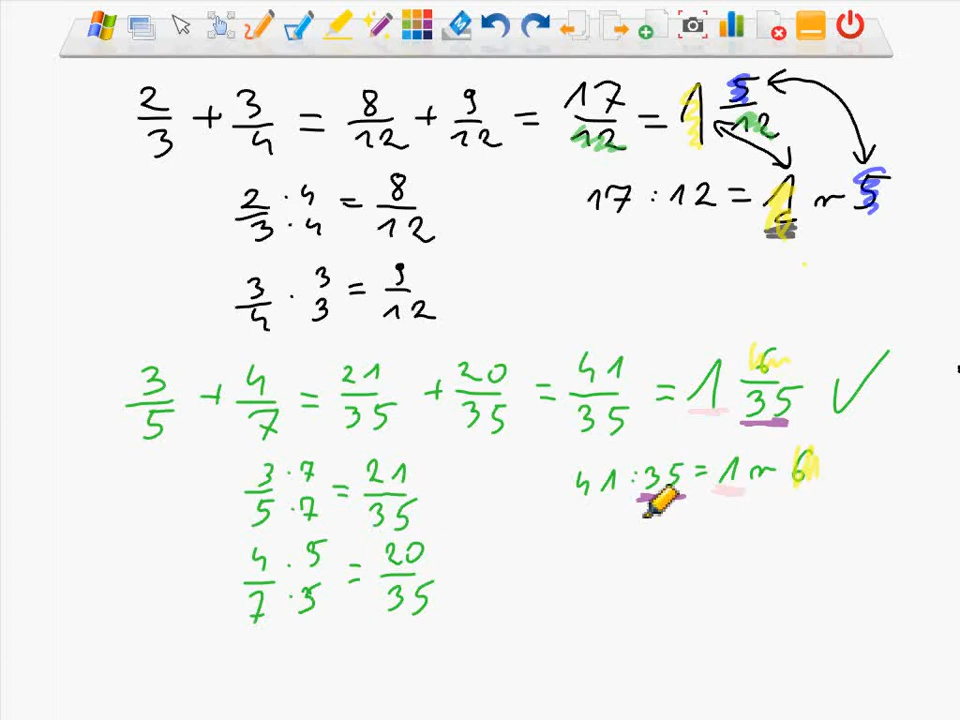 2/3 + 3/4 = 8/12 + 9/12 = 17/12 = 1 5/12
2/3 · 4/4 = 8/12
17 : 12 = 1 r 5
3/4 · 3/3 = 9/12
3/5 + 4/7 = 21/35 + 20/35 = 41/35 = 1 6/35 ✓
3/5 · 7/7 = 21/35
41 : 35 = 1 r 6
4/7 · 5/5 = 20/35